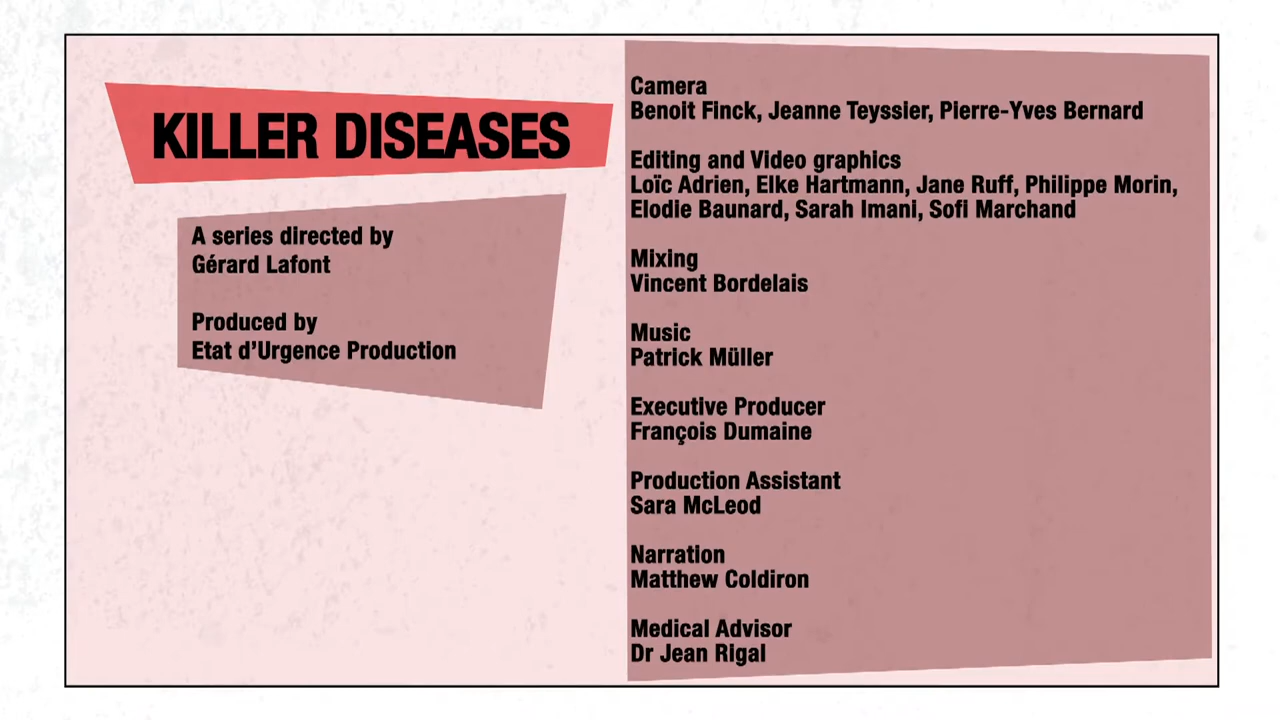 KILLER DISEASES
A series directed by
Gérard Lafont
Produced by
Etat d'Urgence Production
Camera
Benoit Finck, Jeanne Teyssier, Pierre-Yves Bernard
Editing and Video graphics
Loïc Adrien, Elke Hartmann, Jane Ruff, Philippe Morin,
Elodie Baunard, Sarah Imani, Sofi Marchand
Mixing
Vincent Bordelais
Music
Patrick Müller
Executive Producer
François Dumaine
Production Assistant
Sara McLeod
Narration
Matthew Coldiron
Medical Advisor
Dr Jean Rigal